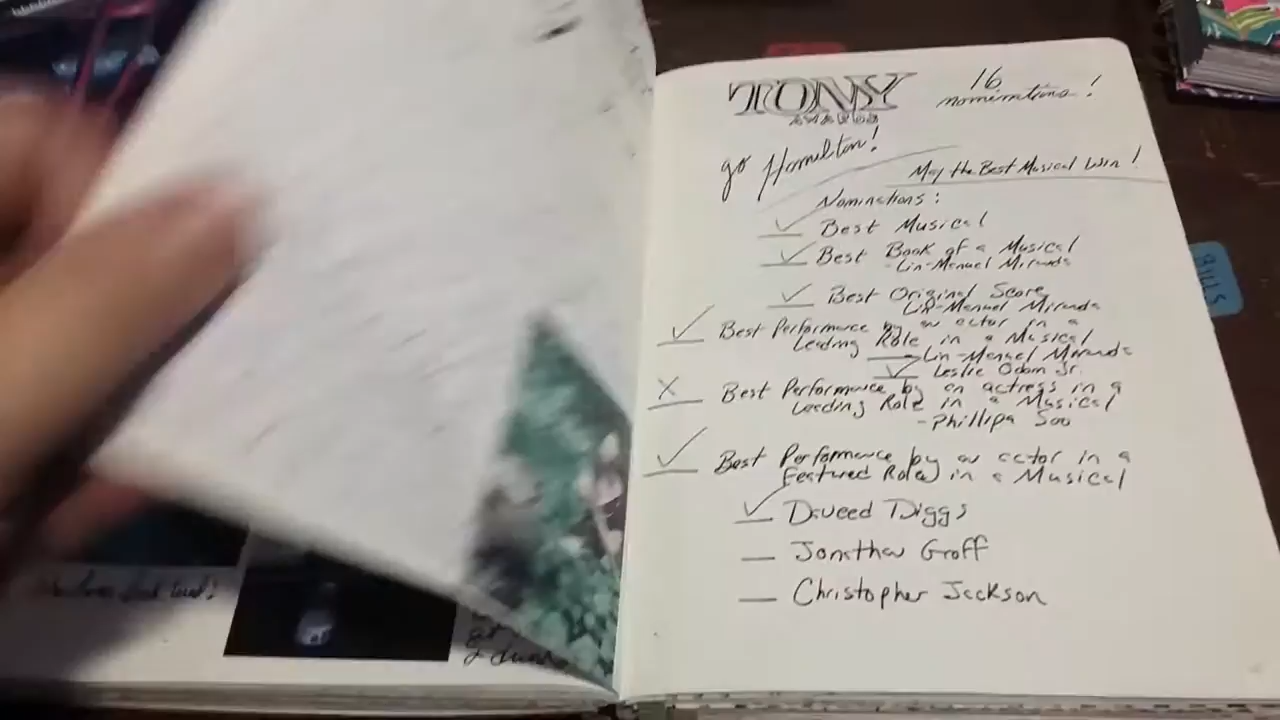 TONY
AWARDS
16
nominations!
go Hamilton!
May the Best Musical Win!
Nominations:
✓ Best Musical
✓ Best Book of a Musical
-Lin-Manuel Miranda
✓ Best Original Score
Lin-Manuel Miranda
✓ Best Performance by an actor in a
Leading Role in a Musical
Lin-Manuel Miranda
✓ Leslie Odom Jr.
X Best Performance by an actress in a
Leading Role in a Musical
-Phillipa Soo
✓ Best Performance by an actor in a
Featured Role in a Musical
✓ Daveed Diggs
Jonathan Groff
Christopher Jackson
BILLS